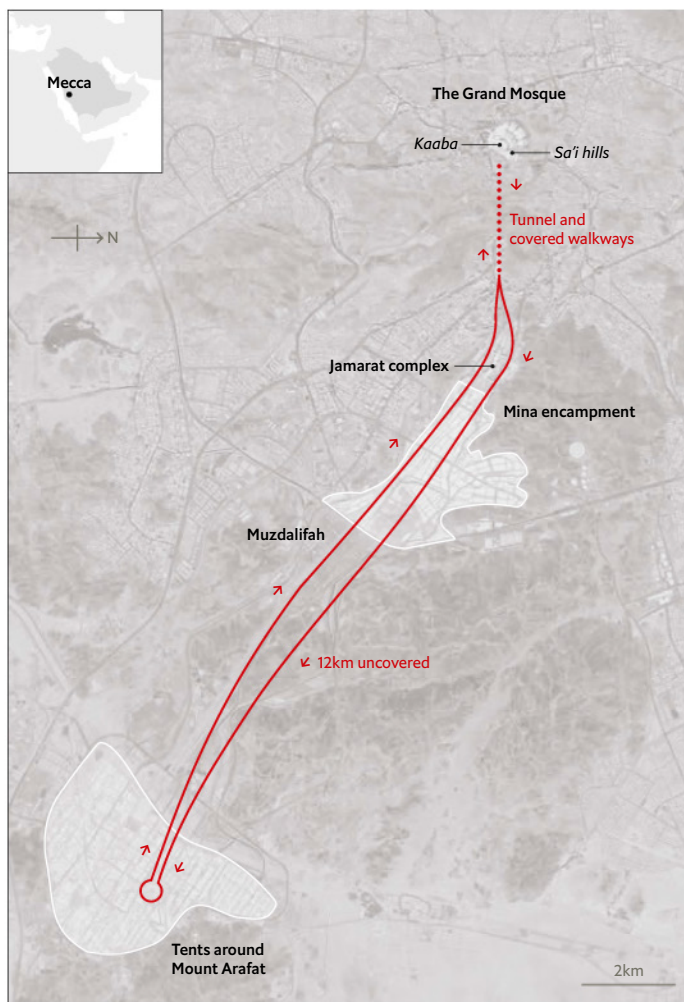 Mecca
The Grand Mosque
Kaaba
Sa'i hills
N
Tunnel and
covered walkways
Jamarat complex
Mina encampment
Muzdalifah
12km uncovered
Tents around
Mount Arafat
2km